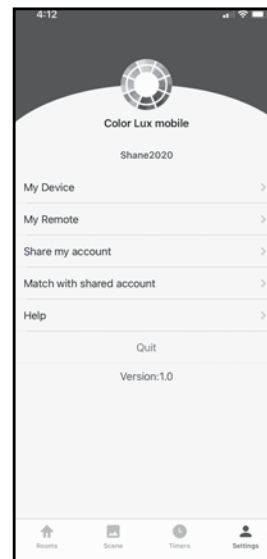 4:12
Color Lux mobile
Shane2020
My Device
My Remote
Share my account
Match with shared account
Help
Quit
Version:1.0
Rooms
Scene
Timers
Settings